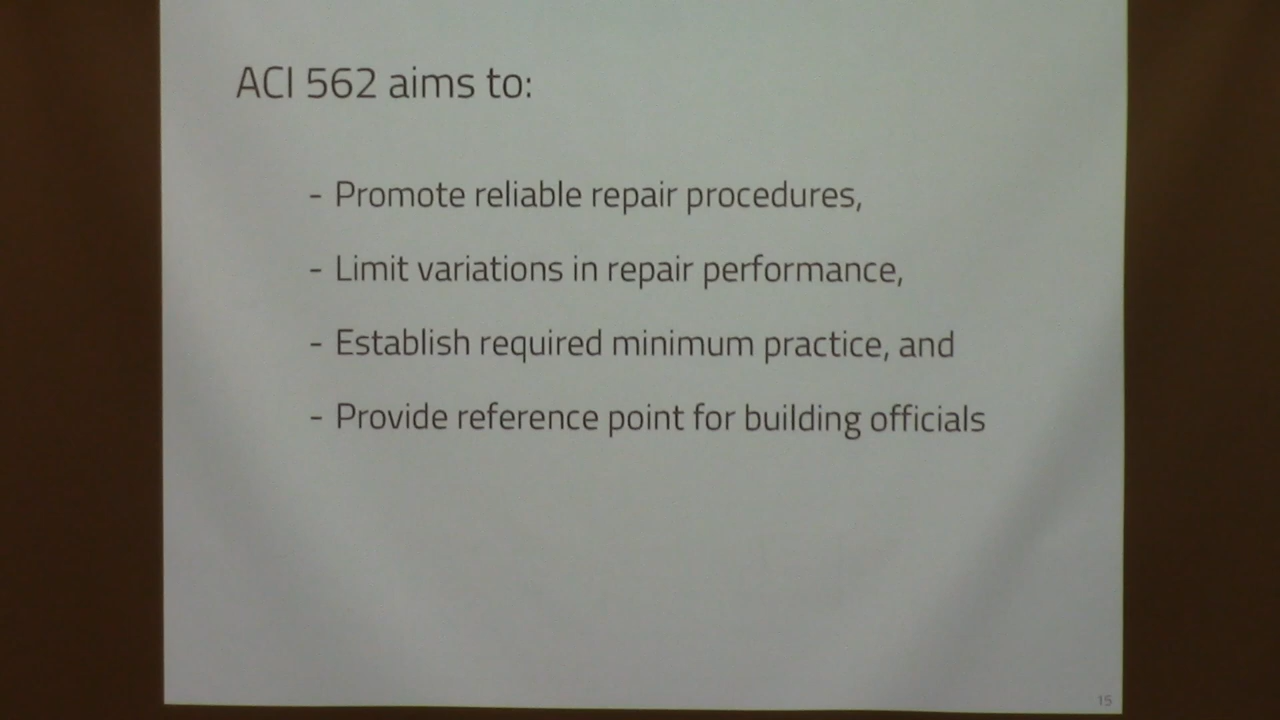 ACI 562 aims to:
- Promote reliable repair procedures,
- Limit variations in repair performance,
- Establish required minimum practice, and
- Provide reference point for building officials
15